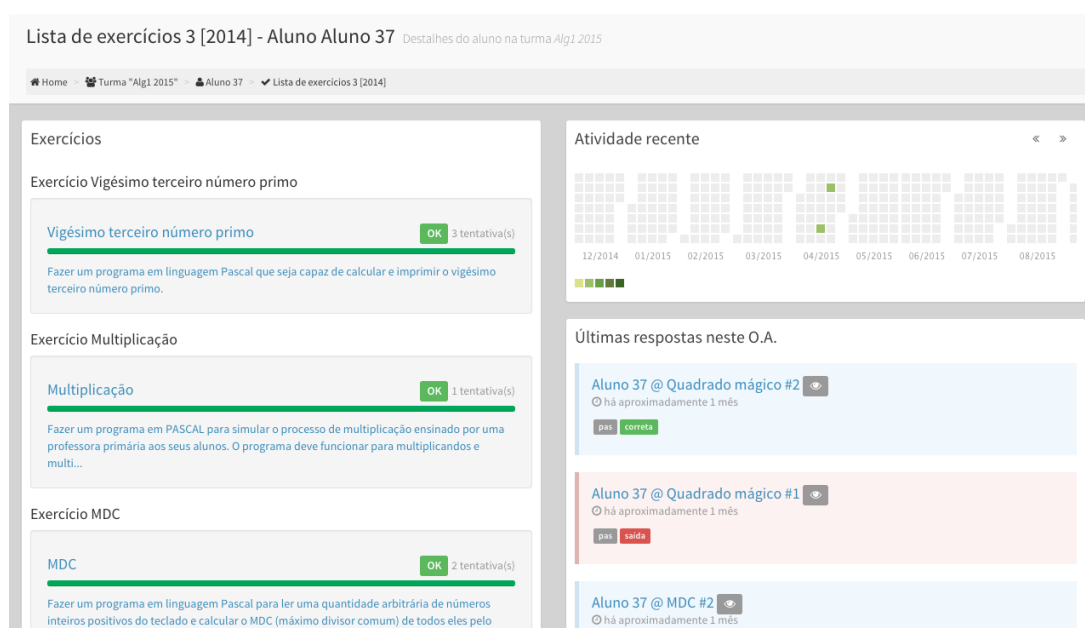 Lista de exercícios 3 [2014] - Aluno Aluno 37 Destalhes do aluno na turma Alg1 2015
Home > Turma "Alg1 2015" > Aluno 37 > Lista de exercícios 3 [2014]
Exercícios
Exercício Vigésimo terceiro número primo
Vigésimo terceiro número primo OK 3 tentativa(s)
Fazer um programa em linguagem Pascal que seja capaz de calcular e imprimir o vigésimo
terceiro número primo.
Exercício Multiplicação
Multiplicação OK 1 tentativa(s)
Fazer um programa em PASCAL para simular o processo de multiplicação ensinado por uma
professora primária aos seus alunos. O programa deve funcionar para multiplicandos e
multi...
Exercício MDC
MDC OK 2 tentativa(s)
Fazer um programa em linguagem Pascal para ler uma quantidade arbitrária de números
inteiros positivos do teclado e calcular o MDC (máximo divisor comum) de todos eles pelo
Atividade recente « »
12/2014 01/2015 02/2015 03/2015 04/2015 05/2015 06/2015 07/2015 08/2015
Últimas respostas neste O.A.
Aluno 37 @ Quadrado mágico #2
há aproximadamente 1 mês
pas correta
Aluno 37 @ Quadrado mágico #1
há aproximadamente 1 mês
pas saída
Aluno 37 @ MDC #2
há aproximadamente 1 mês